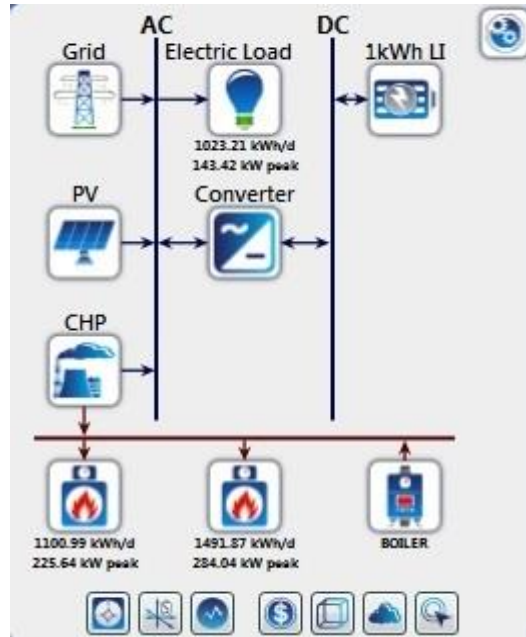 AC
DC
Grid
Electric Load
1kWh LI
1023.21 kWh/d
143.42 kW peak
PV
Converter
CHP
1100.99 kWh/d
225.64 kW peak
1491.87 kWh/d
284.04 kW peak
BOILER